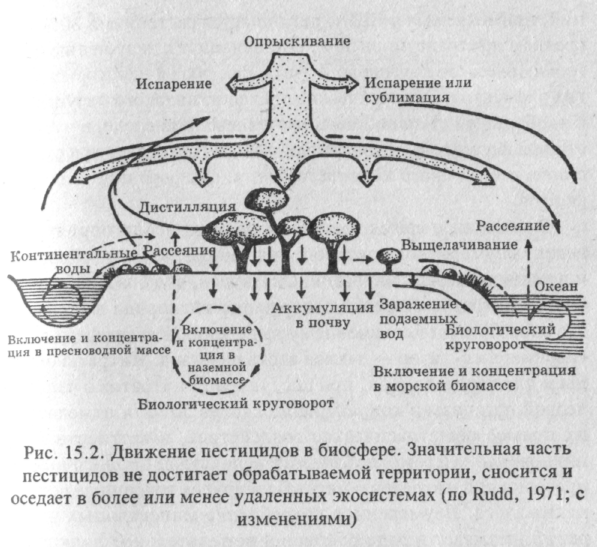 Опрыскивание
Испарение
Испарение или
сублимация
Дистилляция
Рассеяние
Континентальные Рассеяние
воды
Выщелачивание
Океан
Аккумуляция
в почву
Заражение
подземных
вод
Включение и концентра-
ция в пресноводной массе
Включение
и концентра-
ция в
наземной
биомассе
Биологический
круговорот
Включение и концентрация
в морской биомассе
Биологический круговорот
Рис. 15.2. Движение пестицидов в биосфере. Значительная часть
пестицидов не достигает обрабатываемой территории, сносится и
оседает в более или менее удаленных экосистемах (по Rudd, 1971; с
изменениями)